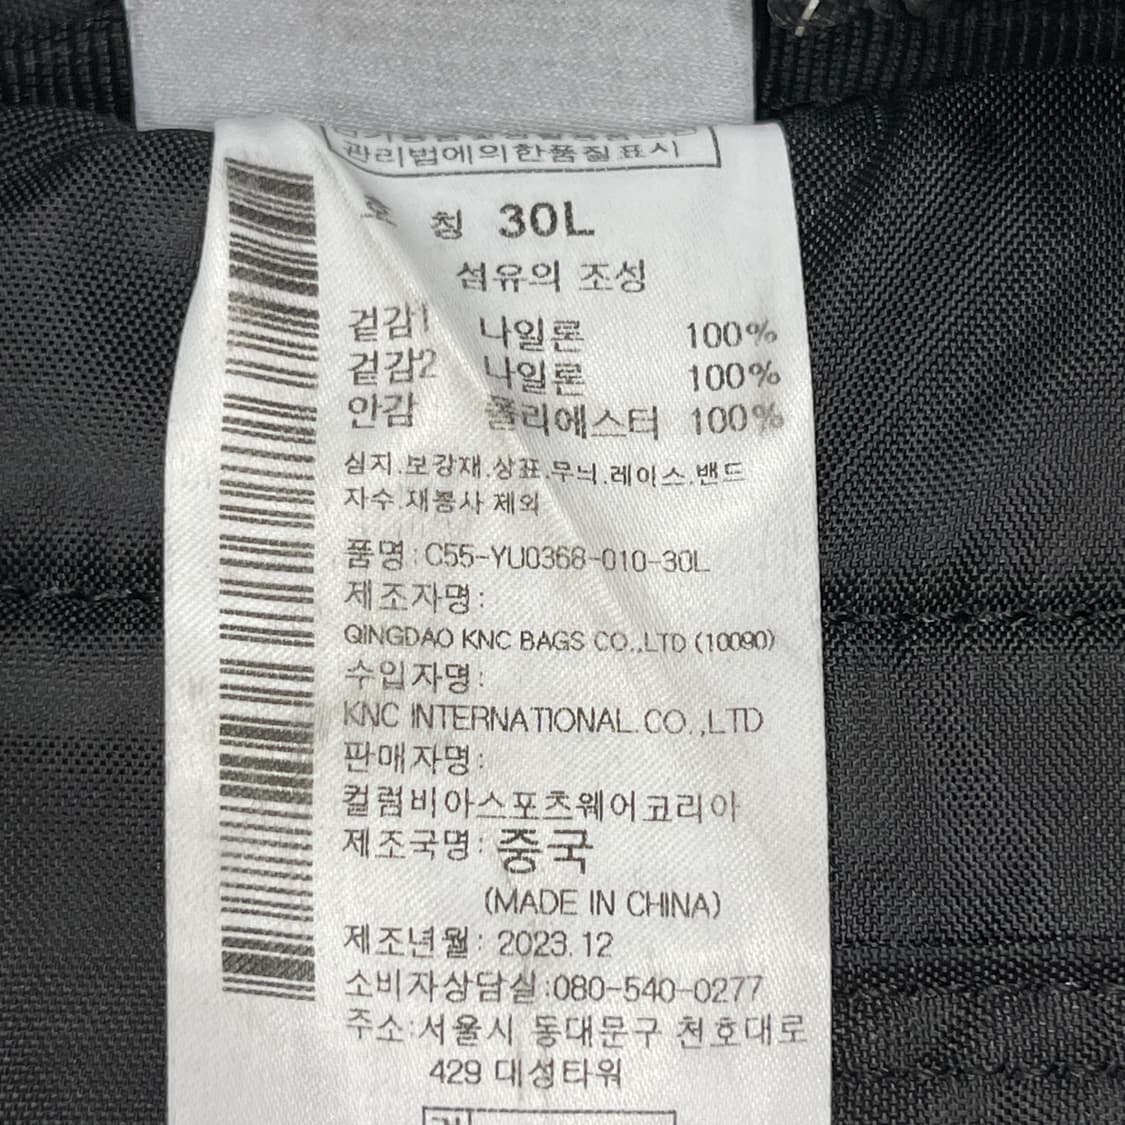 관리법에의한품질표시
호 칭 30L
섬유의 조성
겉감1 나일론 100%
겉감2 나일론 100%
안감 폴리에스터 100%
심지.보강재.상표.무늬.레이스.밴드
자수.재봉사 제외
품명:C55-YU0368-010-30L
제조자명:
QINGDAO KNC BAGS CO.,LTD (10090)
수입자명:
KNC INTERNATIONAL.CO.,LTD
판매자명:
컬럼비아스포츠웨어코리아
제조국명: 중국
(MADE IN CHINA)
제조년월: 2023.12
소비자상담실:080-540-0277
주소:서울시 동대문구 천호대로
429 대성타워